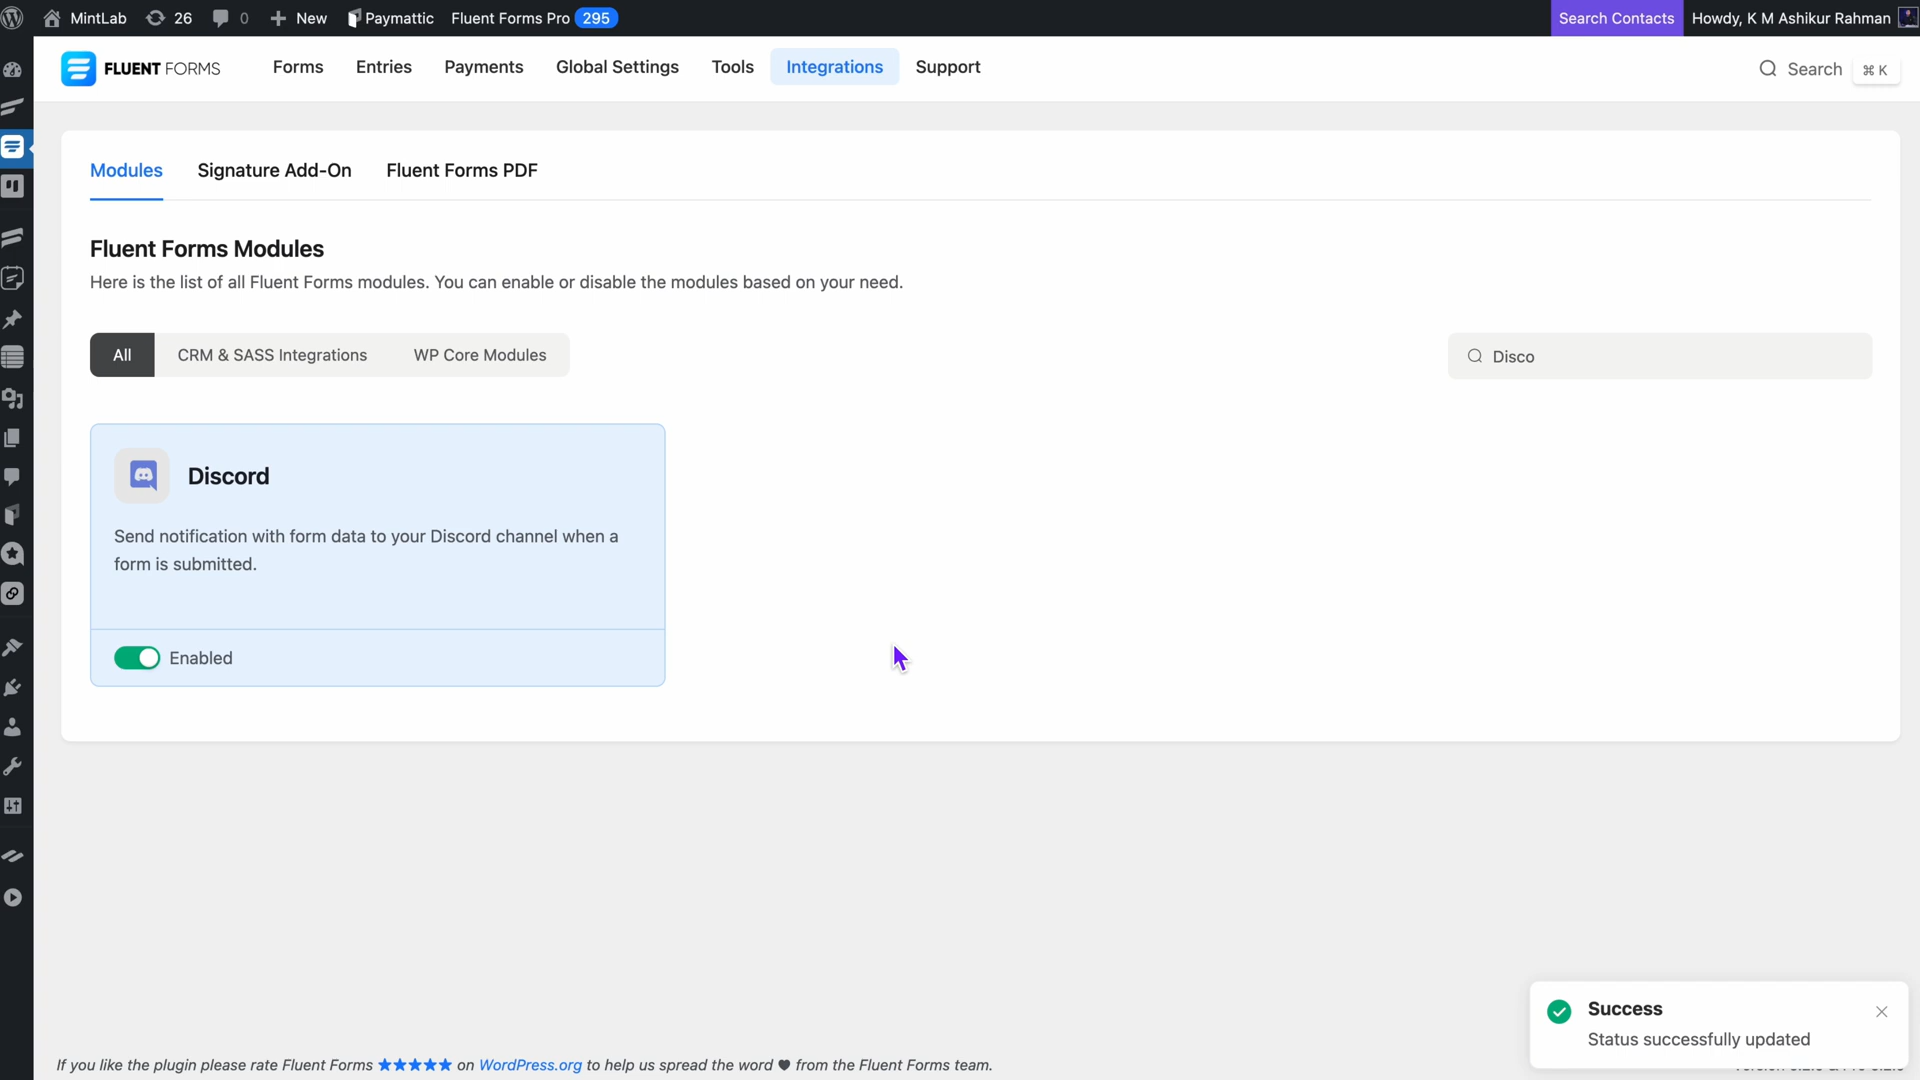 MintLab 26 0 New Paymattic Fluent Forms Pro 295 Search Contacts Howdy, K M Ashikur Rahman
FLUENT FORMS Forms Entries Payments Global Settings Tools Integrations Support Search ⌘ K
Modules Signature Add-On Fluent Forms PDF
Fluent Forms Modules
Here is the list of all Fluent Forms modules. You can enable or disable the modules based on your need.
All CRM & SASS Integrations WP Core Modules Disco
Discord
Send notification with form data to your Discord channel when a
form is submitted.
Enabled
Success
Status successfully updated
If you like the plugin please rate Fluent Forms ★★★★★ on WordPress.org to help us spread the word ♥ from the Fluent Forms team.